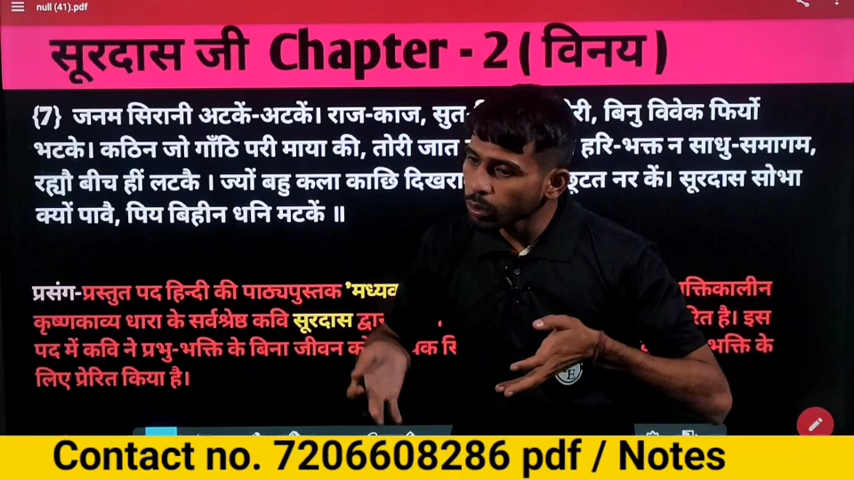 null (41).pdf
सूरदास जी Chapter - 2 ( विनय )
{7} जनम सिरानी अटकें-अटकें। राज-काज, सुत- री, बिनु विवेक फिर्यो
भटके। कठिन जो गाँठि परी माया की, तोरी जात हरि-भक्त न साधु-समागम,
रह्यौ बीच हीं लटकै । ज्यों बहु कला काछि दिखरा छूटत नर कें। सूरदास सोभा
क्यों पावै, पिय बिहीन धनि मटकें ॥
प्रसंग-प्रस्तुत पद हिन्दी की पाठ्यपुस्तक 'मध्यव क्तिकालीन
कृष्णकाव्य धारा के सर्वश्रेष्ठ कवि सूरदास द्वा रित है। इस
पद में कवि ने प्रभु-भक्ति के बिना जीवन को भक्ति के
लिए प्रेरित किया है।
Contact no. 7206608286 pdf / Notes